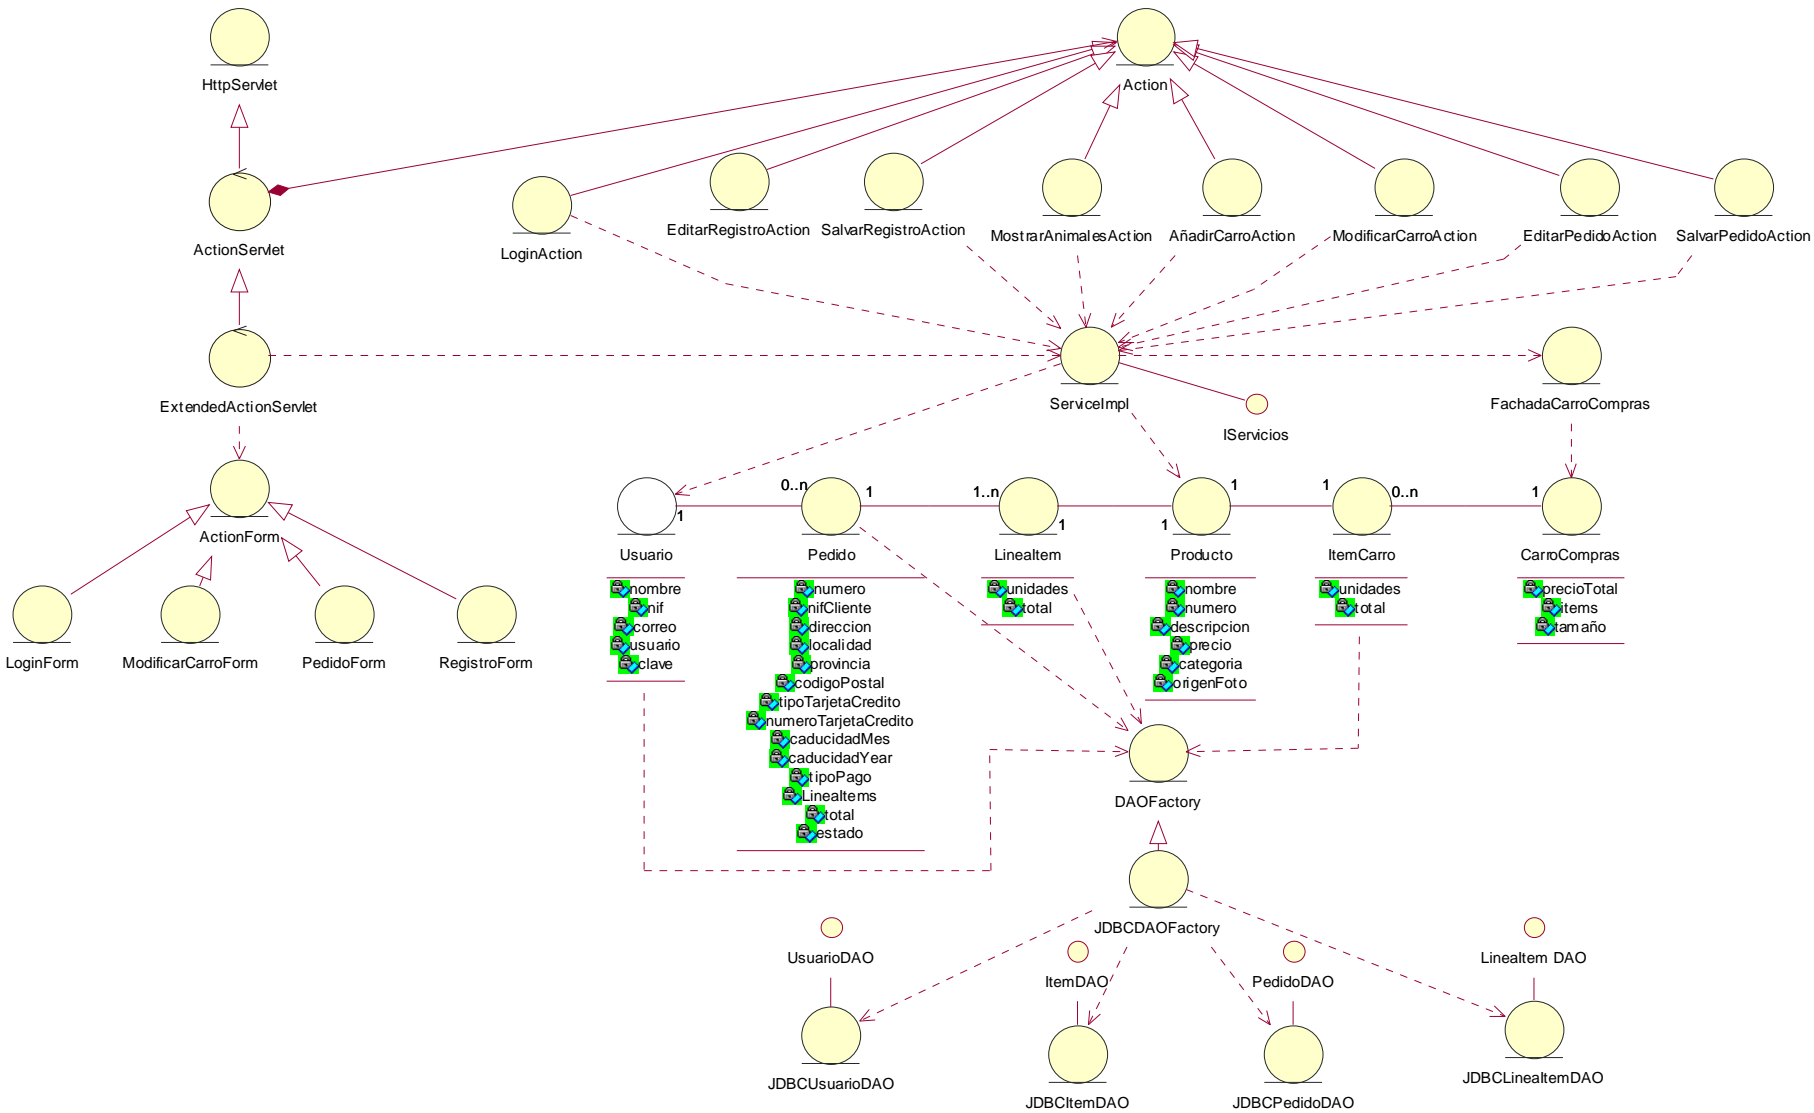 HttpServlet
Action
ActionServlet
LoginAction
EditarRegistroAction
SalvarRegistroAction
MostrarAnimalesAction
AñadirCarroAction
ModificarCarroAction
EditarPedidoAction
SalvarPedidoAction
ExtendedActionServlet
ServiceImpl
IServicios
FachadaCarroCompras
ActionForm
LoginForm
ModificarCarroForm
PedidoForm
RegistroForm
1
0..n
1
1..n
1
1
1
1
0..n
1
Usuario
nombre
nif
correo
usuario
clave
Pedido
numero
nifCliente
direccion
localidad
provincia
codigoPostal
tipoTarjetaCredito
numeroTarjetaCredito
caducidadMes
caducidadYear
tipoPago
LineaItems
total
estado
LineaItem
unidades
total
Producto
nombre
numero
descripcion
precio
categoria
origenFoto
ItemCarro
unidades
total
CarroCompras
precioTotal
items
tamaño
DAOFactory
JDBCDAOFactory
UsuarioDAO
ItemDAO
PedidoDAO
LineaItem DAO
JDBCUsuarioDAO
JDBCItemDAO
JDBCPedidoDAO
JDBCLineaItemDAO